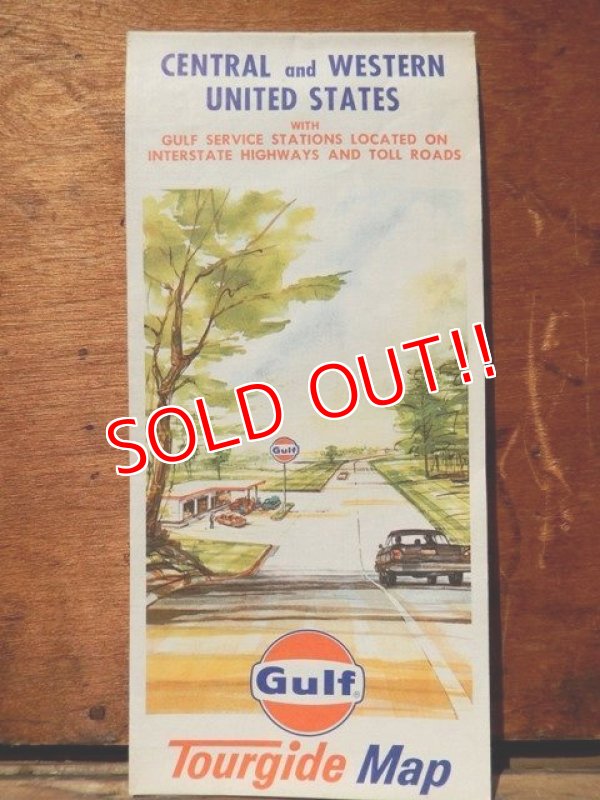 CENTRAL and WESTERN
UNITED STATES
WITH
GULF SERVICE STATIONS LOCATED ON
INTERSTATE HIGHWAYS AND TOLL ROADS
SOLD OUT!!
Gulf
Gulf®
Tourgide Map